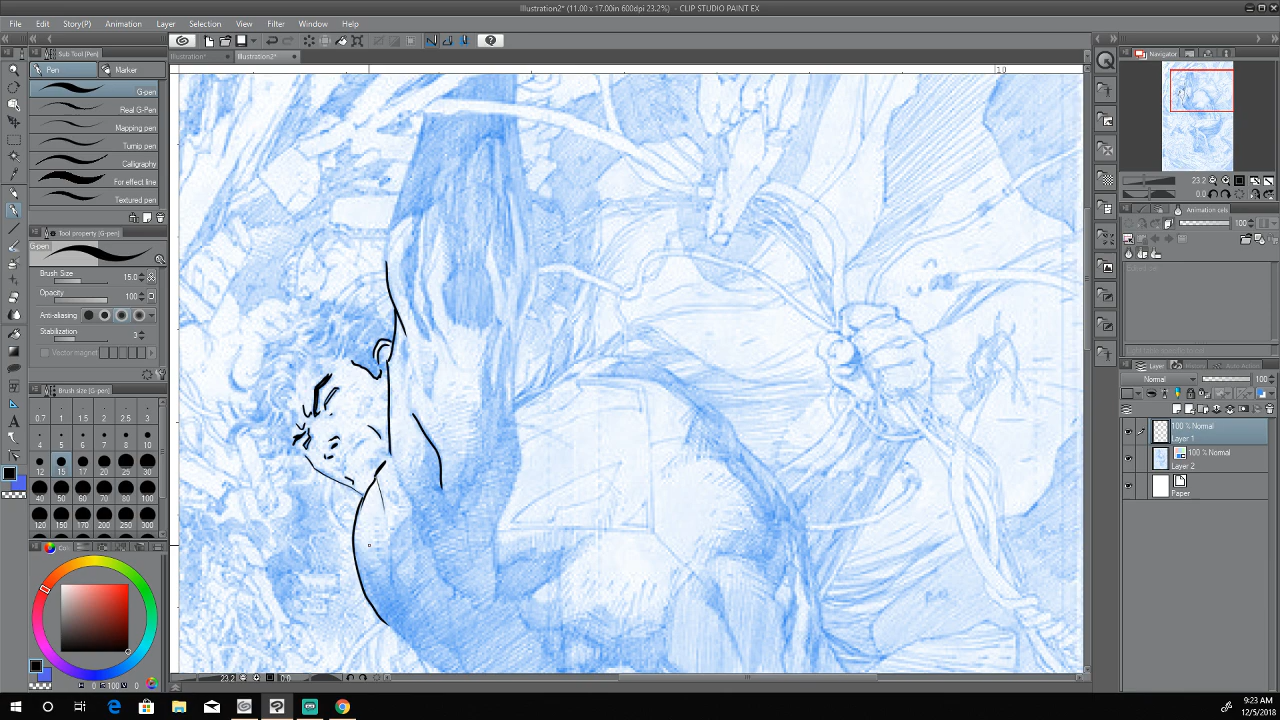 Illustration2* (11.00 x 17.00in 600dpi 23.2%) - CLIP STUDIO PAINT EX
File Edit Story(P) Animation Layer Selection View Filter Window Help
Sub Tool [Pen]
Illustration* Illustration2*
Navigator
Pen Marker
10
G-pen
Real G-Pen
Mapping pen
Turnip pen
Calligraphy
For effect line
Textured pen
23.2
0.0
Tool property [G-pen]
Animation cels
100
G-pen
Brush Size 15.0
Opacity 100
Anti-aliasing
Stabilization 3
Vector magnet
Layer
Normal 100
Brush size [G-pen]
0.7 1 1.5 2 2.5 3
4 5 6 7 8 10
12 15 17 20 25 30
40 50 60 70 80 100
120 150 170 200 250 300
100 % Normal
Layer 1
100 % Normal
Layer 2
Paper
23.2 0.0
0 100 0
9:23 AM
12/5/2018